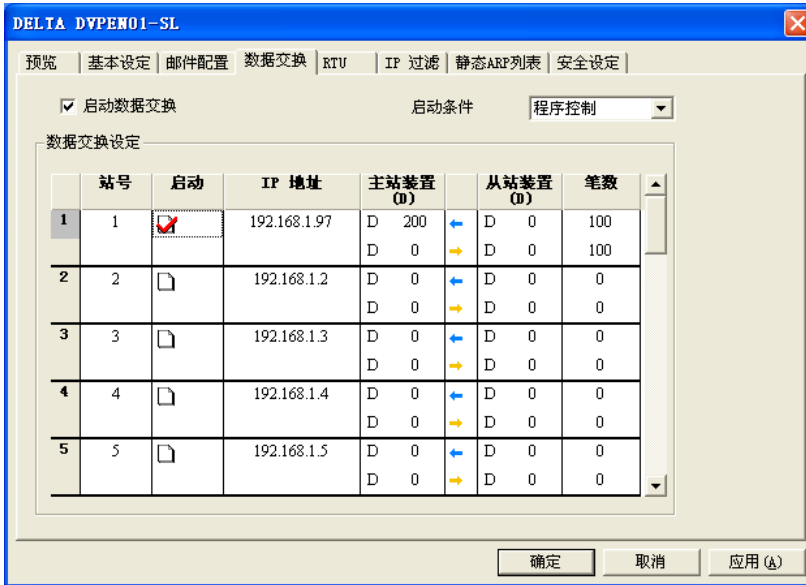 DELTA DVPEN01-SL
预览 基本设定 邮件配置 数据交换 RTU IP 过滤 静态ARP列表 安全设定
启动数据交换 启动条件 程序控制
数据交换设定
站号 启动 IP 地址 主站装置 (D) 从站装置 (D) 笔数
1 1 192.168.1.97 D 200 D 0 100
D 0 D 0 100
2 2 192.168.1.2 D 0 D 0 0
D 0 D 0 0
3 3 192.168.1.3 D 0 D 0 0
D 0 D 0 0
4 4 192.168.1.4 D 0 D 0 0
D 0 D 0 0
5 5 192.168.1.5 D 0 D 0 0
D 0 D 0 0
确定 取消 应用(A)